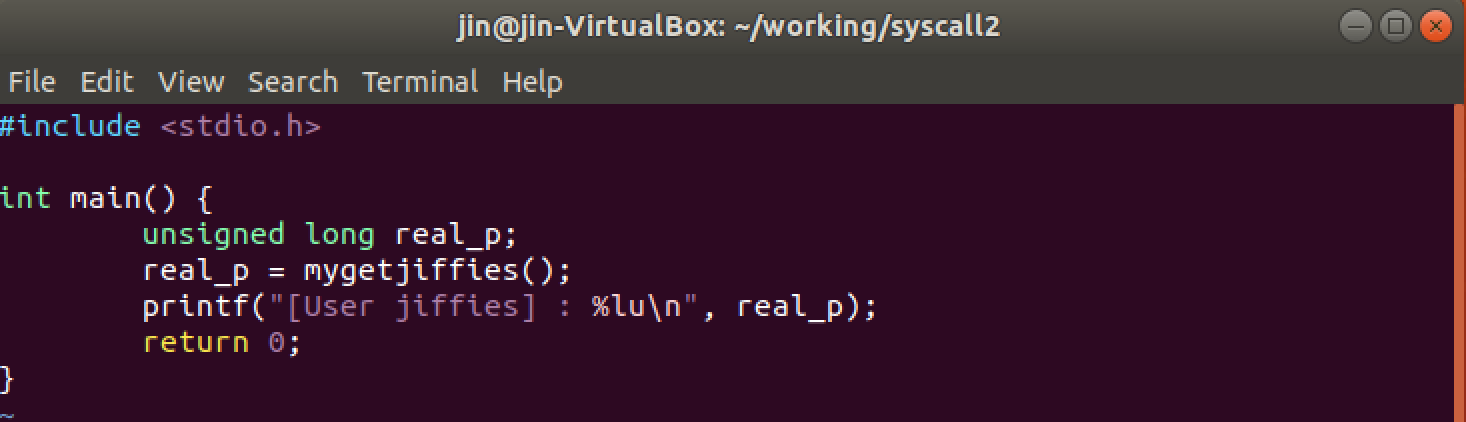 jin@jin-VirtualBox: ~/working/syscall2
File Edit View Search Terminal Help
#include <stdio.h>
int main() {
        unsigned long real_p;
        real_p = mygetjiffies();
        printf("[User jiffies] : %lu\n", real_p);
        return 0;
}
~